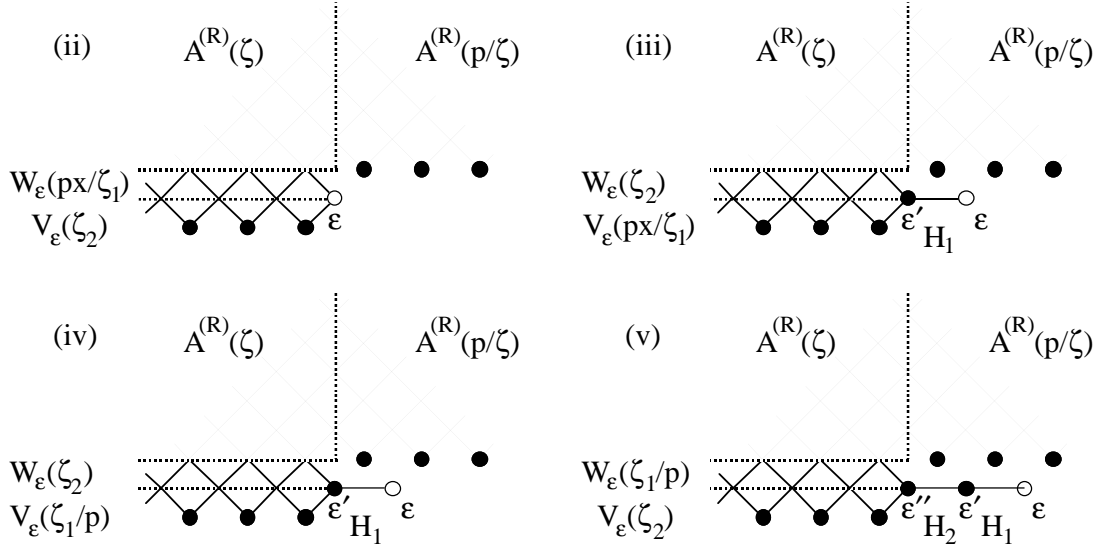 (ii) A^(R)(ζ) A^(R)(p/ζ)
W_ε(px/ζ_1)
V_ε(ζ_2) ε
(iii) A^(R)(ζ) A^(R)(p/ζ)
W_ε(ζ_2)
V_ε(px/ζ_1) ε′ H_1 ε
(iv) A^(R)(ζ) A^(R)(p/ζ)
W_ε(ζ_2)
V_ε(ζ_1/p) ε′ H_1 ε
(v) A^(R)(ζ) A^(R)(p/ζ)
W_ε(ζ_1/p)
V_ε(ζ_2) ε″ H_2 ε′ H_1 ε